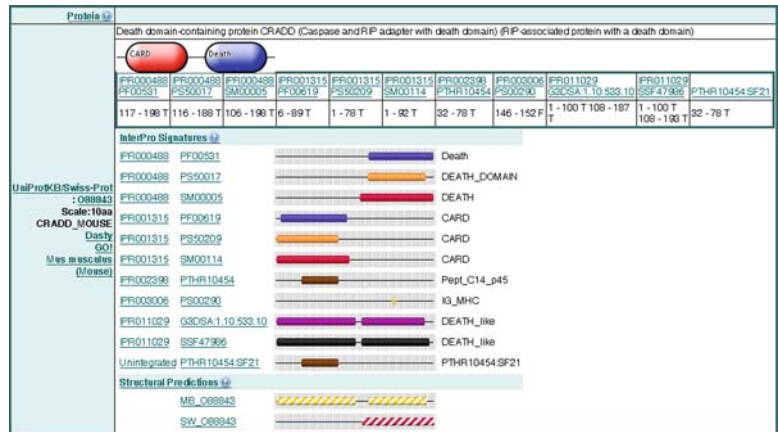 Protein
Death domain-containing protein CRADD (Caspase and RIP adapter with death domain) (RIP-associated protein with a death domain)
CARD Death
IPR000488 IPR000488 IPR000488 IPR001315 IPR001315 IPR001315 IPR002398 IPR003006 IPR011029 IPR011029
PF00531 PS50017 SM00005 PF00619 PS50209 SM00114 PTHR10454 PS00290 G3DSA:1.10.533.10 SSF47986 PTHR10454:SF21
117 - 198 T 116 - 188 T 106 - 198 T 6 - 89 T 1 - 78 T 1 - 92 T 32 - 78 T 146 - 152 F 1 - 100 T 108 - 187 T 1 - 100 T 108 - 193 T 32 - 78 T
InterPro Signatures
IPR000488 PF00531 Death
IPR000488 PS50017 DEATH_DOMAIN
IPR000488 SM00005 DEATH
IPR001315 PF00619 CARD
IPR001315 PS50209 CARD
IPR001315 SM00114 CARD
IPR002398 PTHR10454 Pept_C14_p45
IPR003006 PS00290 IG_MHC
IPR011029 G3DSA:1.10.533.10 DEATH_like
IPR011029 SSF47986 DEATH_like
Unintegrated PTHR10454:SF21 PTHR10454:SF21
UniProtKB/Swiss-Prot
: O88843
Scale:10aa
CRADD_MOUSE
Dasty
GO!
Mus musculus
(Mouse)
Structural Predictions
MB_O88843
SW_O88843